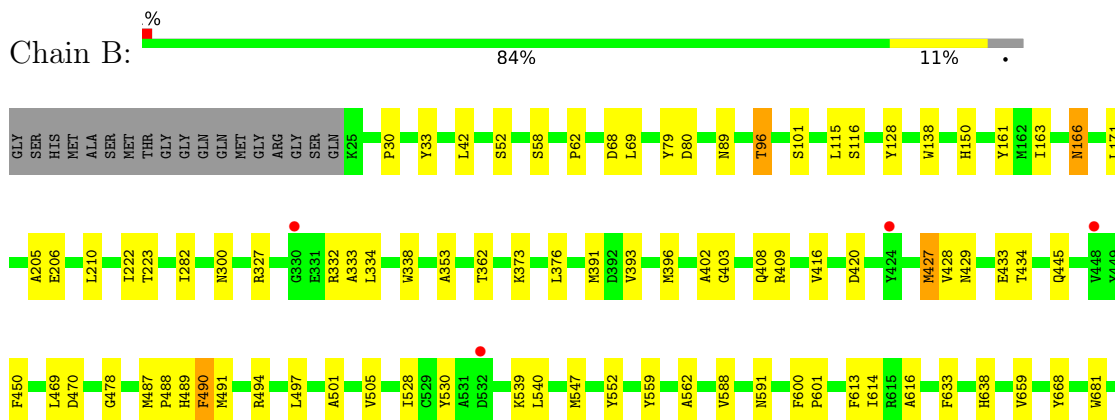 %
Chain B:
84% 11% •
GLY SER HIS MET ALA SER MET THR GLY GLY GLN GLN MET GLY ARG GLY SER GLN K25 P30 Y33 L42 S52 S58 P62 D68 L69 Y79 D80 N89 T96 S101 L115 S116 Y128 W138 H150 Y161 M162 I163 N166 L171
A205 E206 L210 I222 T223 I282 N300 R327 G330 E331 R332 A333 L334 W338 A353 T362 K373 L376 M391 D392 V393 M396 A402 G403 Q408 R409 V416 D420 Y424 M427 V428 N429 E433 T434 Q445 V448 Y449
F450 L469 D470 G478 M487 P488 H489 F490 M491 R494 L497 A501 V505 I528 C529 Y530 A531 D532 K539 L540 M547 Y552 Y559 A562 V588 N591 F600 P601 F613 I614 R615 A616 F633 H638 V659 Y668 W681